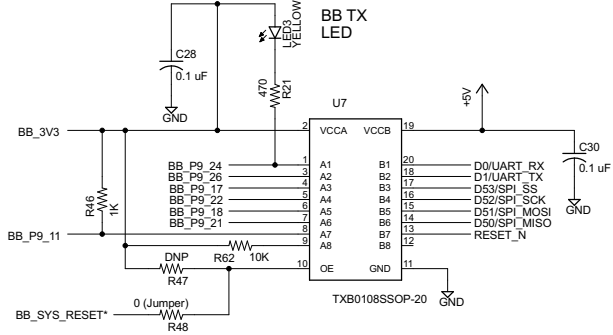 BB TX
LED
LED3
YELLOW
C28
0.1 uF
GND
470
R21
U7
+5V
BB_3V3
2 VCCA VCCB 19
C30
0.1 uF
GND
BB_P9_24 1 A1 B1 20 D0/UART_RX
BB_P9_26 3 A2 B2 18 D1/UART_TX
BB_P9_17 4 A3 B3 17 D53/SPI_SS
BB_P9_22 5 A4 B4 16 D52/SPI_SCK
BB_P9_18 6 A5 B5 15 D51/SPI_MOSI
BB_P9_21 7 A6 B6 14 D50/SPI_MISO
R46
1K
BB_P9_11 8 A7 B7 13 RESET_N
9 A8 B8 12
R62 10K
DNP
R47
10 OE GND 11
TXB0108SSOP-20
GND
0 (Jumper)
BB_SYS_RESET*
R48